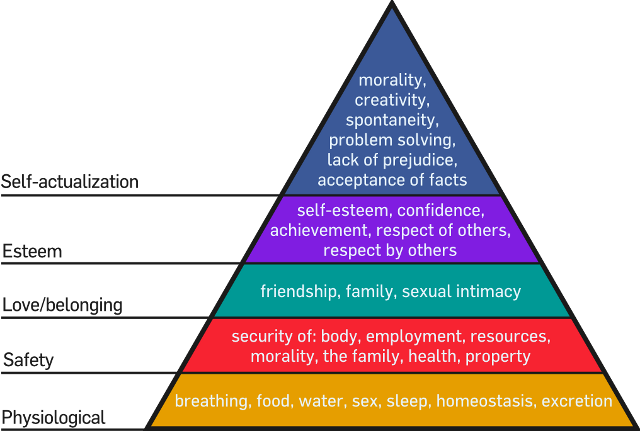 morality,
creativity,
spontaneity,
problem solving,
lack of prejudice,
acceptance of facts
Self-actualization
self-esteem, confidence,
achievement, respect of others,
respect by others
Esteem
friendship, family, sexual intimacy
Love/belonging
security of: body, employment, resources,
morality, the family, health, property
Safety
breathing, food, water, sex, sleep, homeostasis, excretion
Physiological